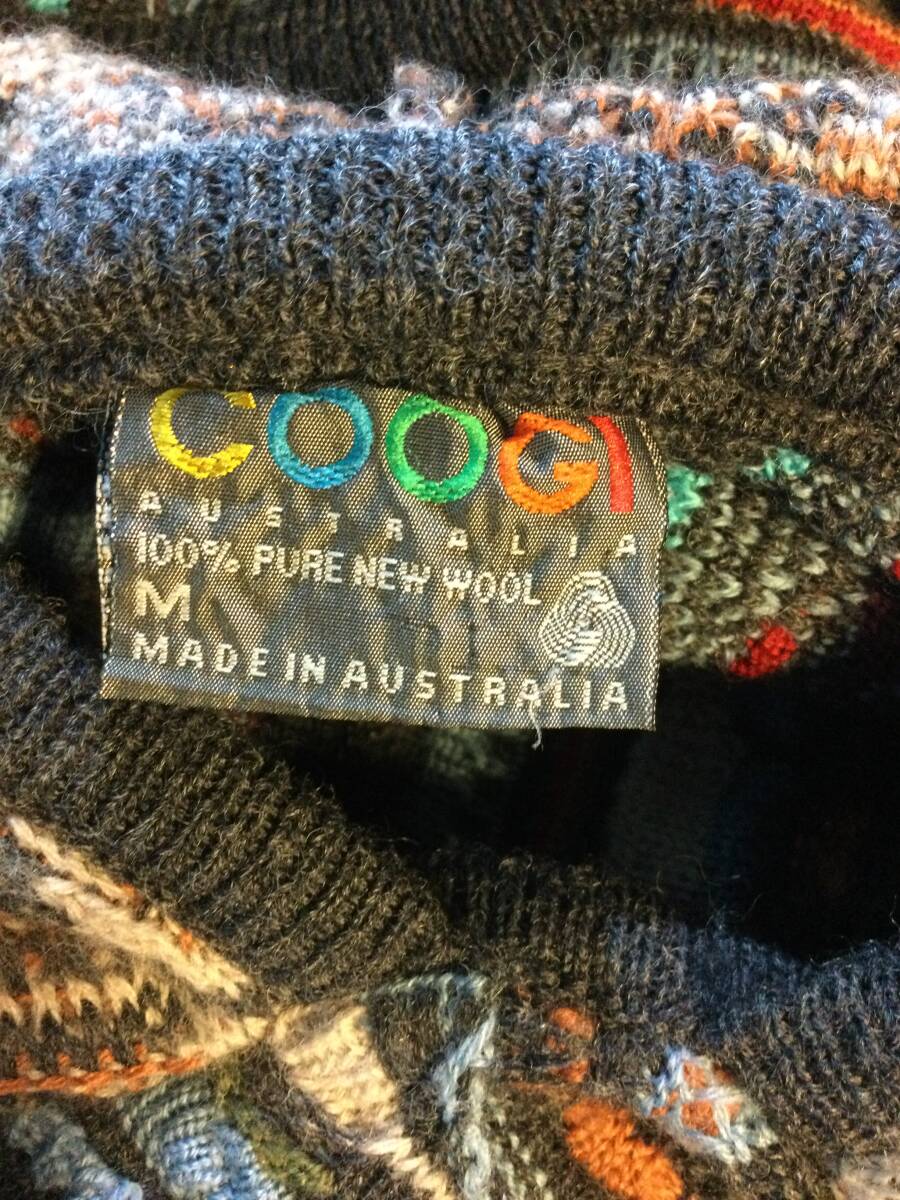 COOGI
AUSTRALIA
100% PURE NEW WOOL
M
MADE IN AUSTRALIA